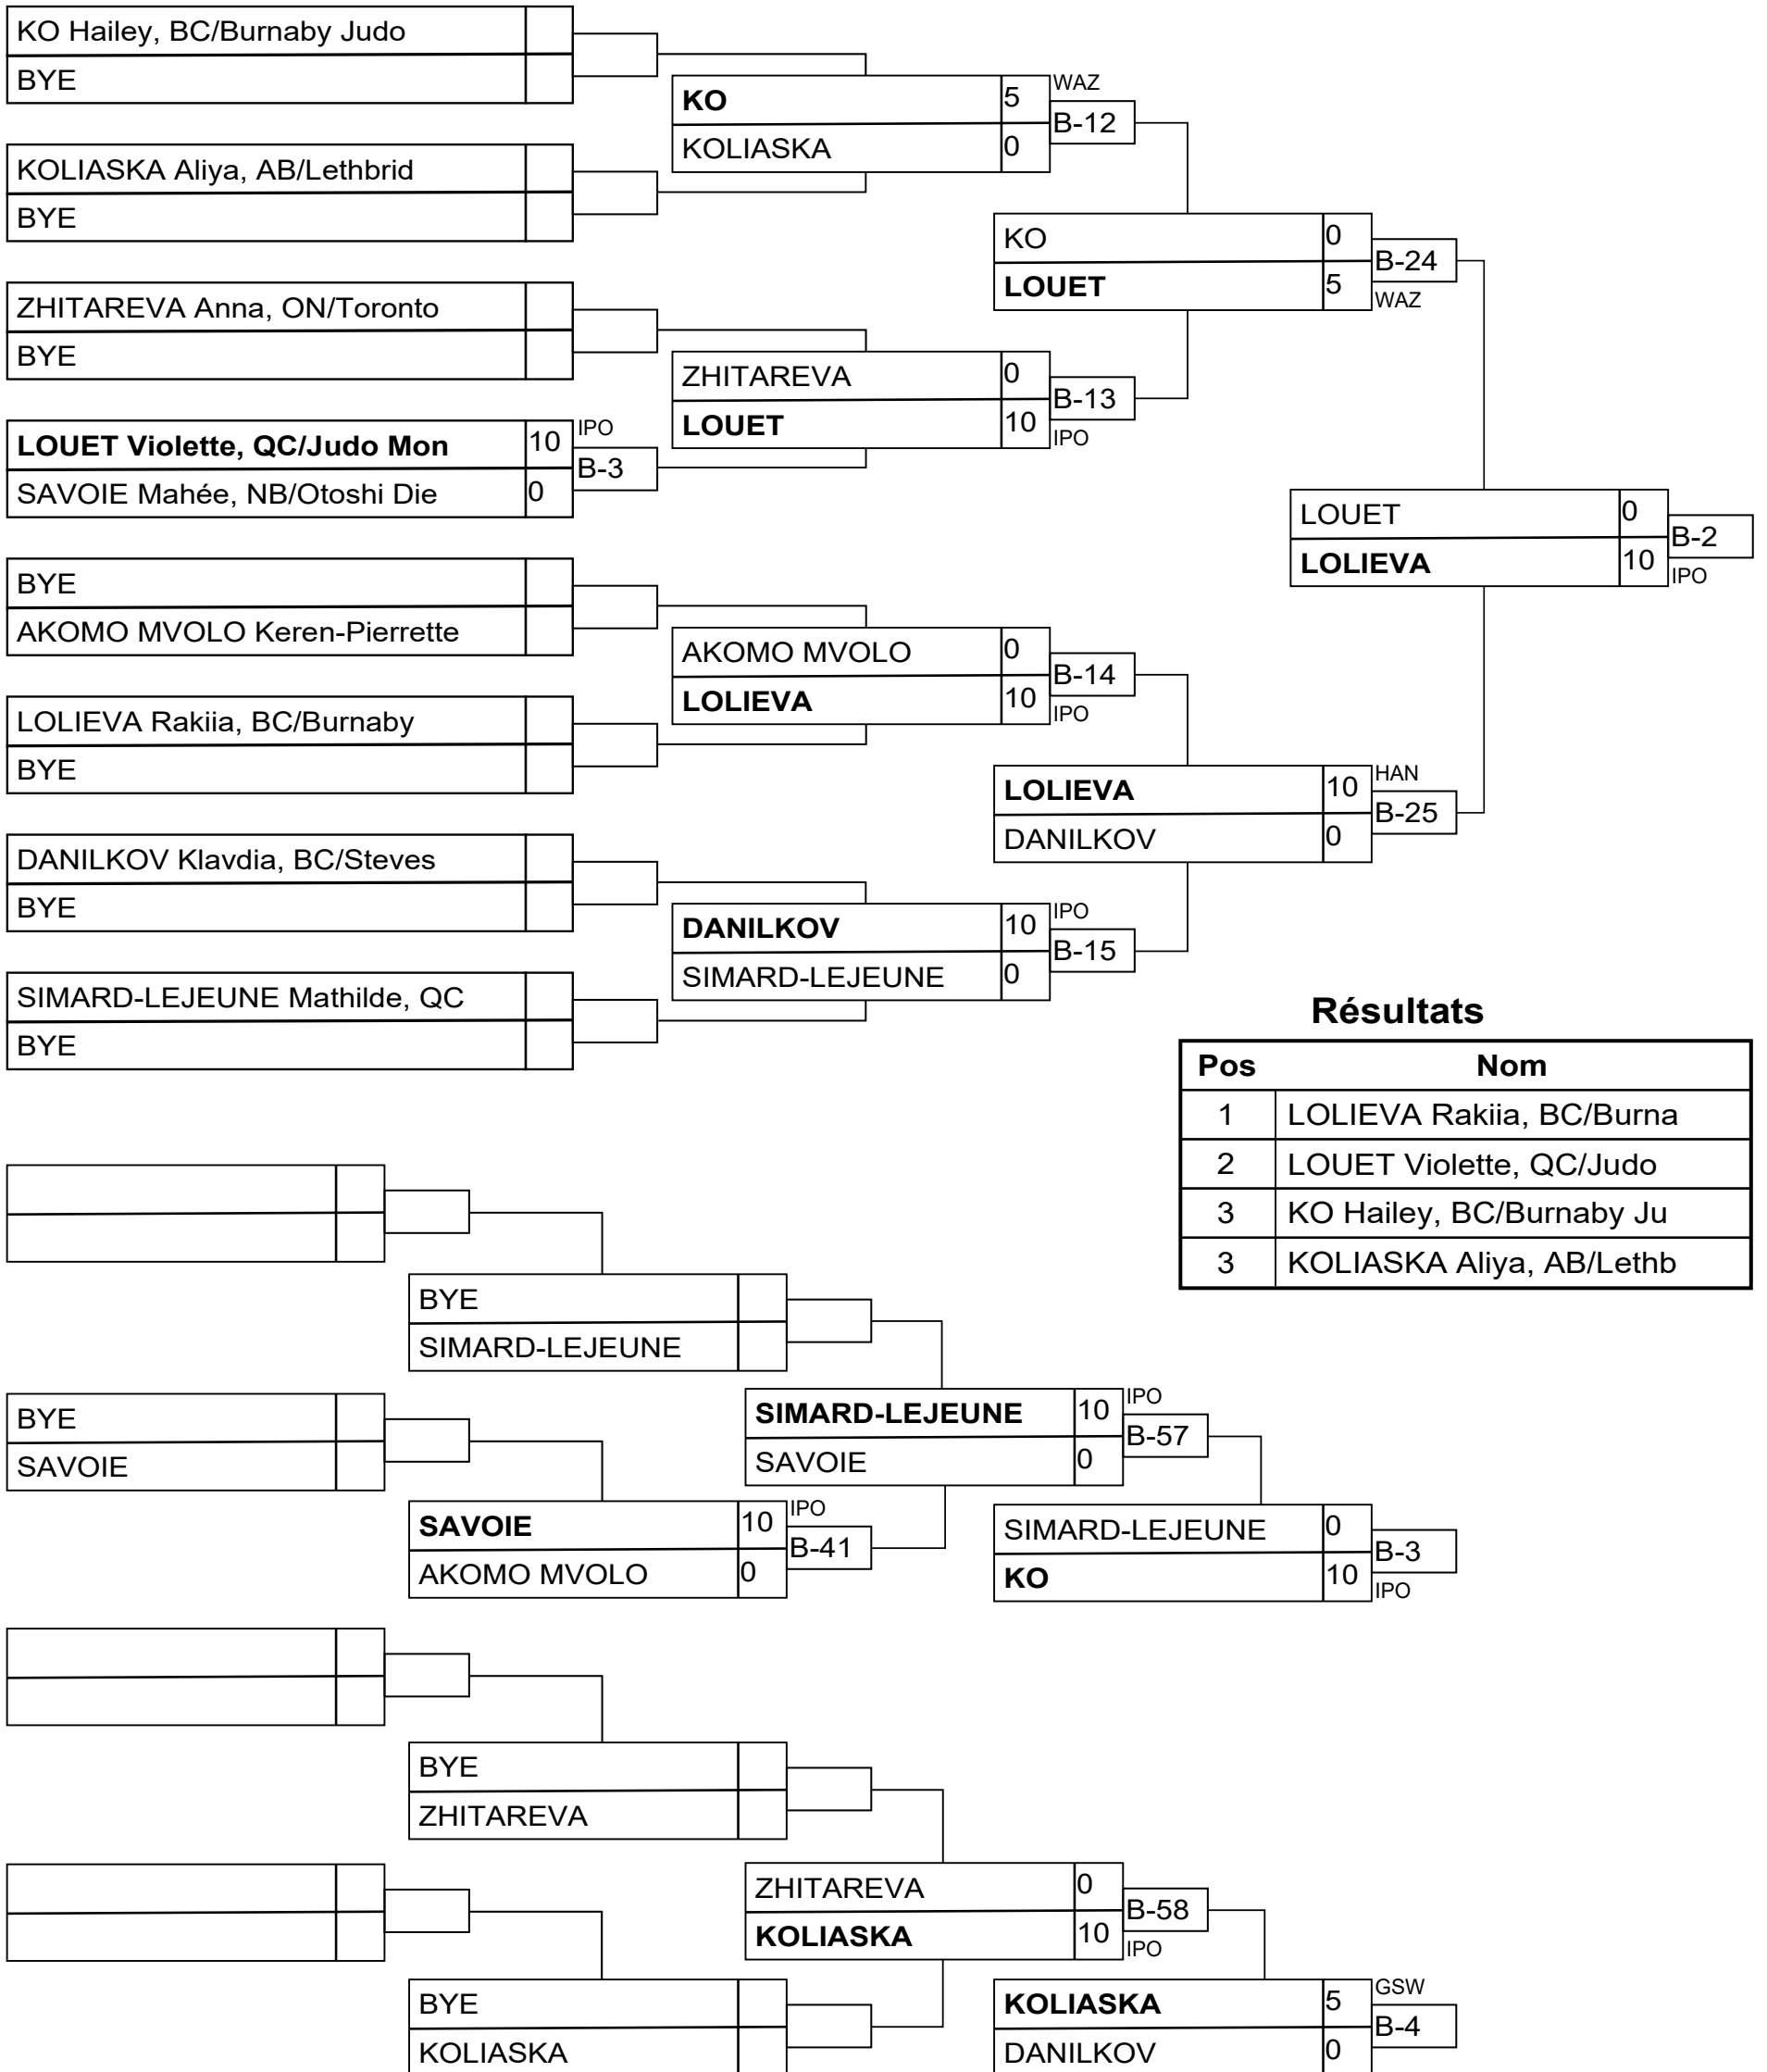 KO Hailey, BC/Burnaby Judo
BYE
KOLIASKA Aliya, AB/Lethbrid
BYE
ZHITAREVA Anna, ON/Toronto
BYE
LOUET Violette, QC/Judo Mon 10 IPO
B-3
SAVOIE Mahée, NB/Otoshi Die 0
BYE
AKOMO MVOLO Keren-Pierrette
LOLIEVA Rakiia, BC/Burnaby
BYE
DANILKOV Klavdia, BC/Steves
BYE
SIMARD-LEJEUNE Mathilde, QC
BYE
KO 5 WAZ
B-12
KOLIASKA 0
ZHITAREVA 0
B-13
LOUET 10 IPO
AKOMO MVOLO 0
B-14
LOLIEVA 10 IPO
DANILKOV 10 IPO
B-15
SIMARD-LEJEUNE 0
KO 0
B-24
LOUET 5 WAZ
LOLIEVA 10 HAN
B-25
DANILKOV 0
LOUET 0
B-2
LOLIEVA 10 IPO
Résultats
Pos Nom
1 LOLIEVA Rakiia, BC/Burna
2 LOUET Violette, QC/Judo
3 KO Hailey, BC/Burnaby Ju
3 KOLIASKA Aliya, AB/Lethb
BYE
SIMARD-LEJEUNE
BYE
SAVOIE
SAVOIE 10 IPO
B-41
AKOMO MVOLO 0
SIMARD-LEJEUNE 10 IPO
B-57
SAVOIE 0
SIMARD-LEJEUNE 0
B-3
KO 10 IPO
BYE
ZHITAREVA
BYE
KOLIASKA
ZHITAREVA 0
B-58
KOLIASKA 10 IPO
KOLIASKA 5 GSW
B-4
DANILKOV 0